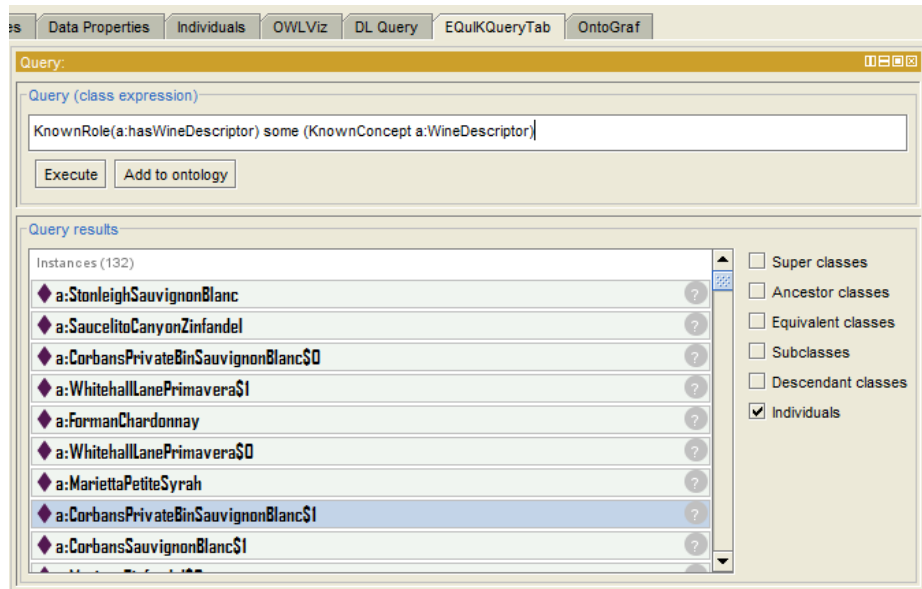 es Data Properties Individuals OWLViz DL Query EQuIKQueryTab OntoGraf
Query:
Query (class expression)
KnownRole(a:hasWineDescriptor) some (KnownConcept a:WineDescriptor)
Execute Add to ontology
Query results
Instances (132)
Super classes
a:StonleighSauvignonBlanc ?
Ancestor classes
a:SaucelitoCanyonZinfandel ?
Equivalent classes
a:CorbansPrivateBinSauvignonBlanc$0 ?
Subclasses
a:WhitehallLanePrimavera$1 ?
Descendant classes
a:FormanChardonnay ?
Individuals
a:WhitehallLanePrimavera$0 ?
a:MariettaPetiteSyrah ?
a:CorbansPrivateBinSauvignonBlanc$1 ?
a:CorbansSauvignonBlanc$1 ?